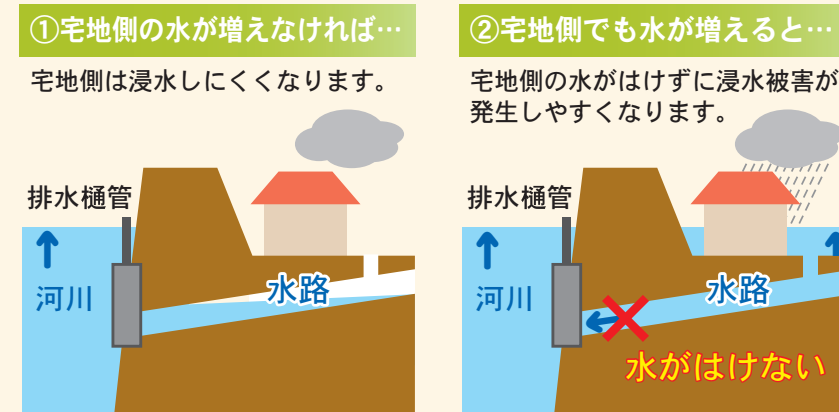 ①宅地側の水が増えなければ…
宅地側は浸水しにくくなります。
排水樋管
河川
水路
②宅地側でも水が増えると…
宅地側の水がはけずに浸水被害が
発生しやすくなります。
排水樋管
河川
水路
水がはけない